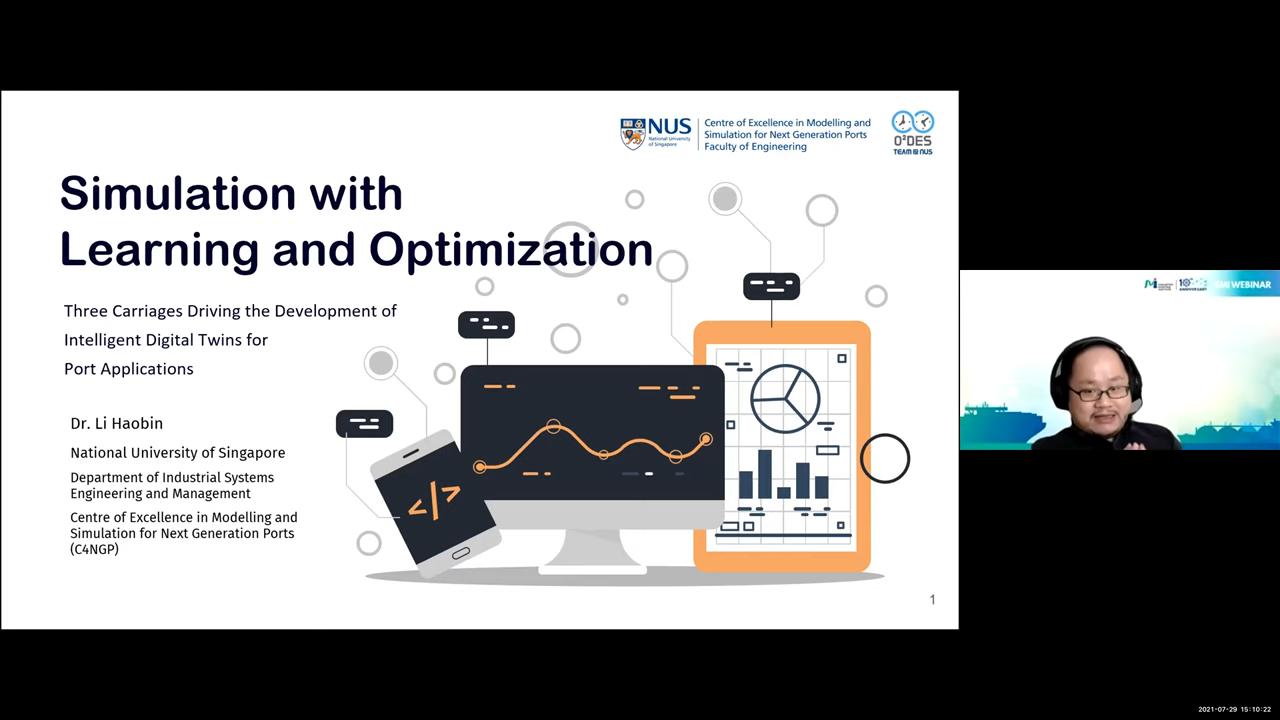 NUS
National University
of Singapore
Centre of Excellence in Modelling and
Simulation for Next Generation Ports
Faculty of Engineering
O²DES
TEAM @ NUS
Simulation with
Learning and Optimization
Three Carriages Driving the Development of
Intelligent Digital Twins for
Port Applications
Dr. Li Haobin
National University of Singapore
Department of Industrial Systems
Engineering and Management
Centre of Excellence in Modelling and
Simulation for Next Generation Ports
(C4NGP)
</>
1
SMI WEBINAR
2021-07-29 15:10:22